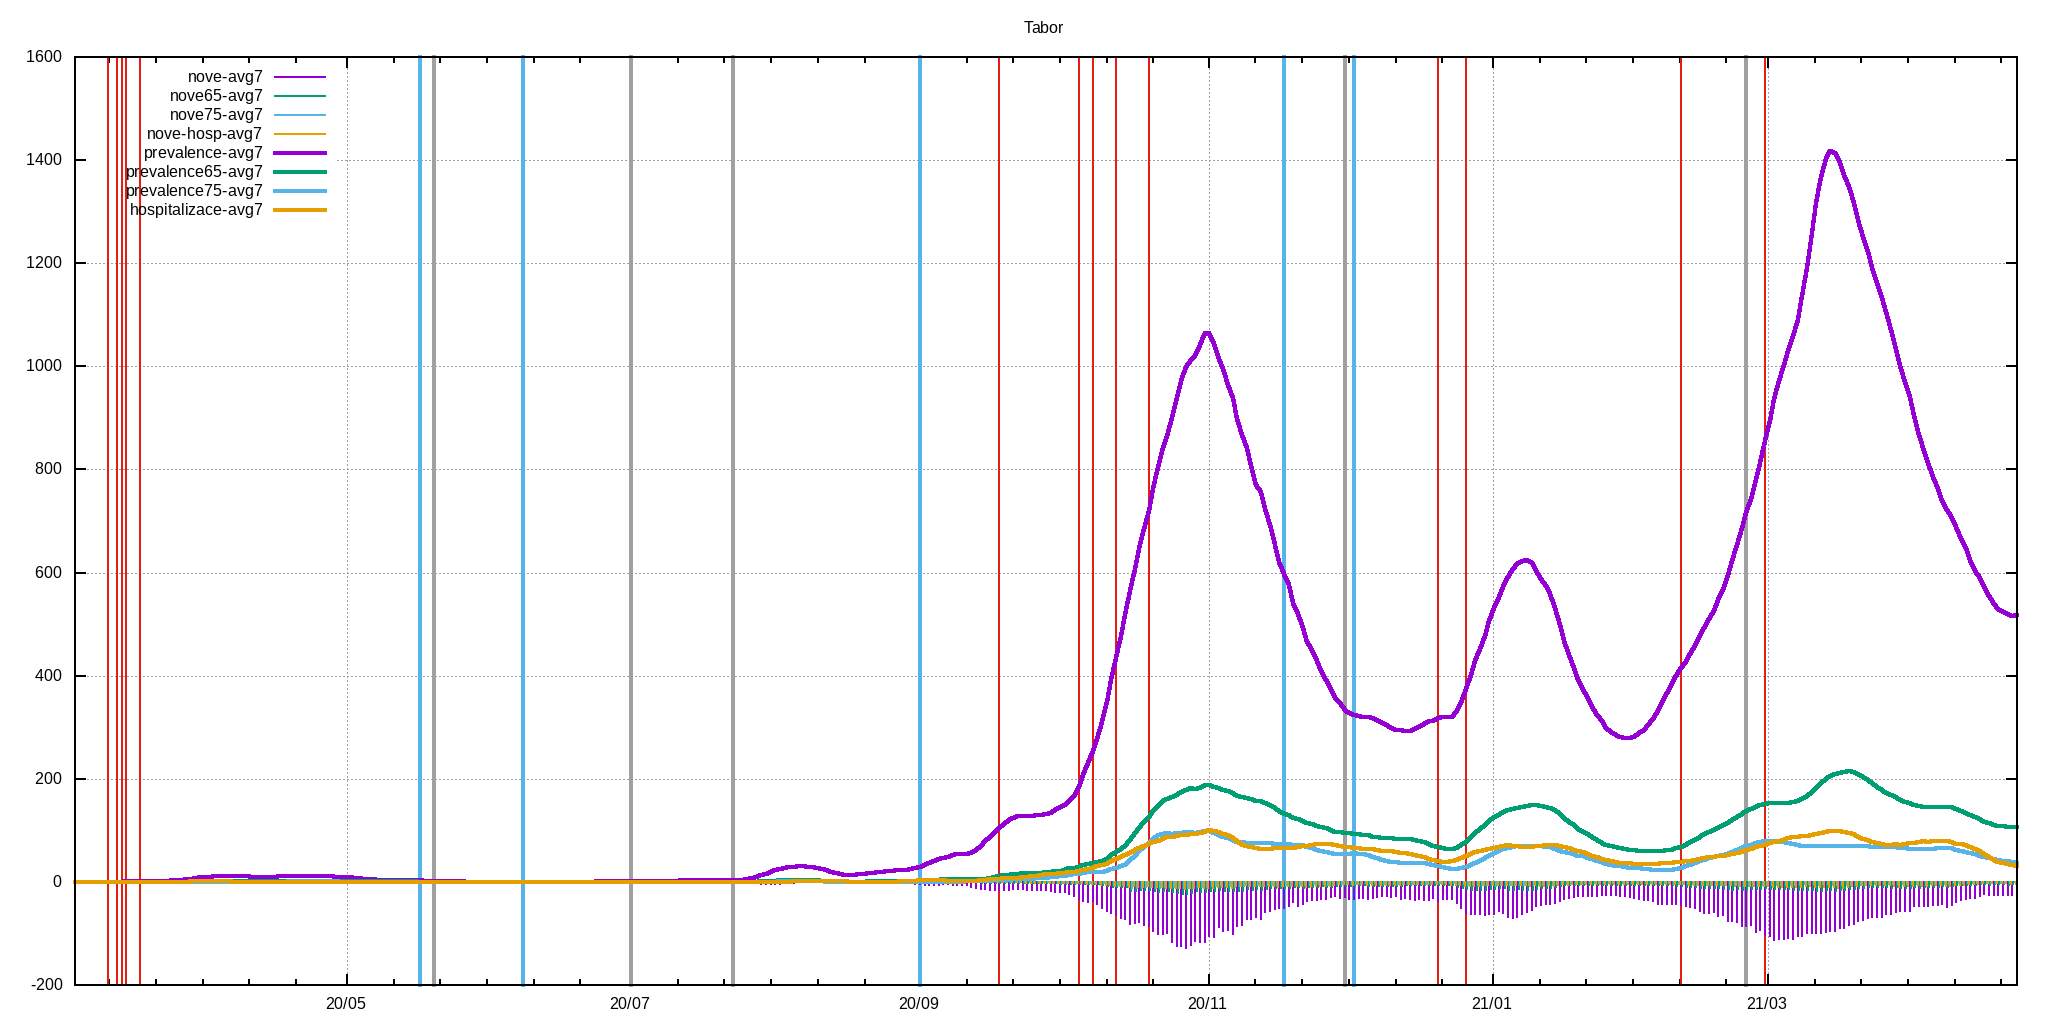 Tabor
1600
1400
1200
1000
800
600
400
200
0
-200
nove-avg7
nove65-avg7
nove75-avg7
nove-hosp-avg7
prevalence-avg7
prevalence65-avg7
prevalence75-avg7
hospitalizace-avg7
20/05
20/07
20/09
20/11
21/01
21/03